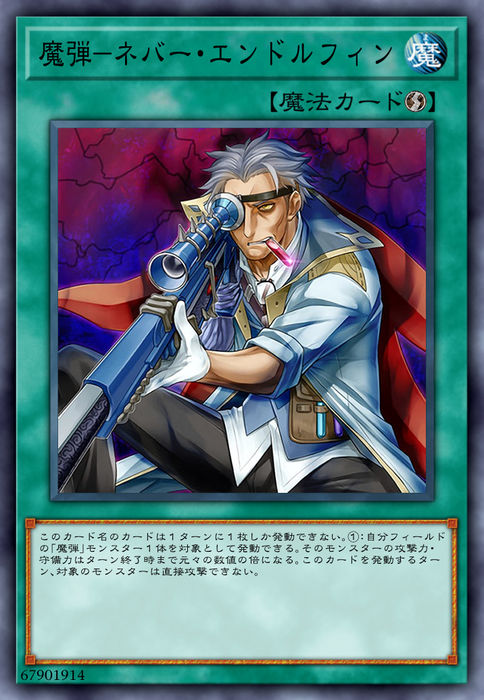 魔弾－ネバー・エンドルフィン
魔
【魔法カード】
このカード名のカードは１ターンに１枚しか発動できない。①：自分フィールド
の「魔弾」モンスター１体を対象として発動できる。そのモンスターの攻撃力・
守備力はターン終了時まで元々の数値の倍になる。このカードを発動するター
ン、対象のモンスターは直接攻撃できない。
67901914